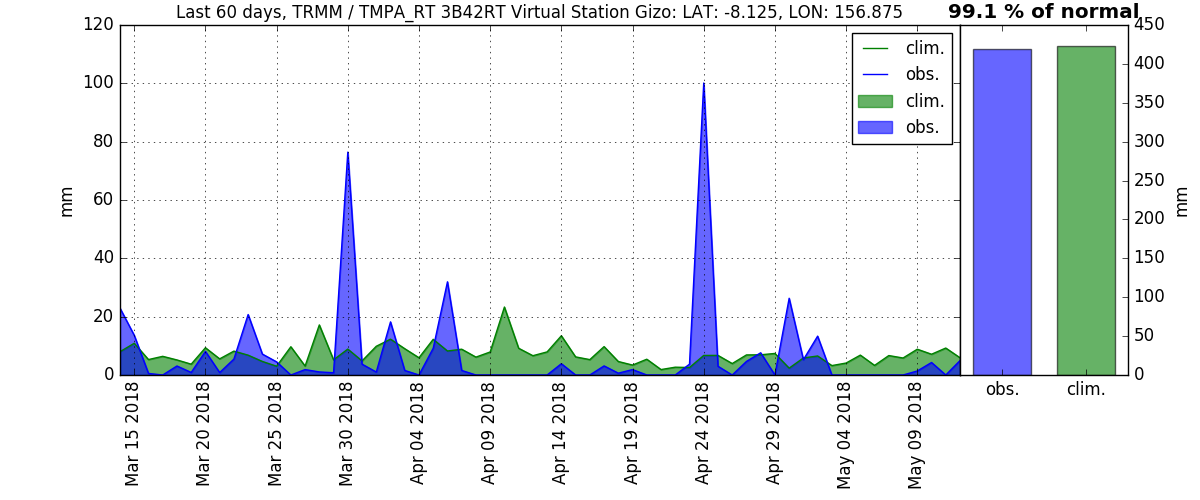 Last 60 days, TRMM / TMPA_RT 3B42RT Virtual Station Gizo: LAT: -8.125, LON: 156.875
99.1 % of normal
120
100
80
60
40
20
0
mm
clim.
obs.
clim.
obs.
Mar 15 2018
Mar 20 2018
Mar 25 2018
Mar 30 2018
Apr 04 2018
Apr 09 2018
Apr 14 2018
Apr 19 2018
Apr 24 2018
Apr 29 2018
May 04 2018
May 09 2018
450
400
350
300
250
200
150
100
50
0
mm
obs.
clim.